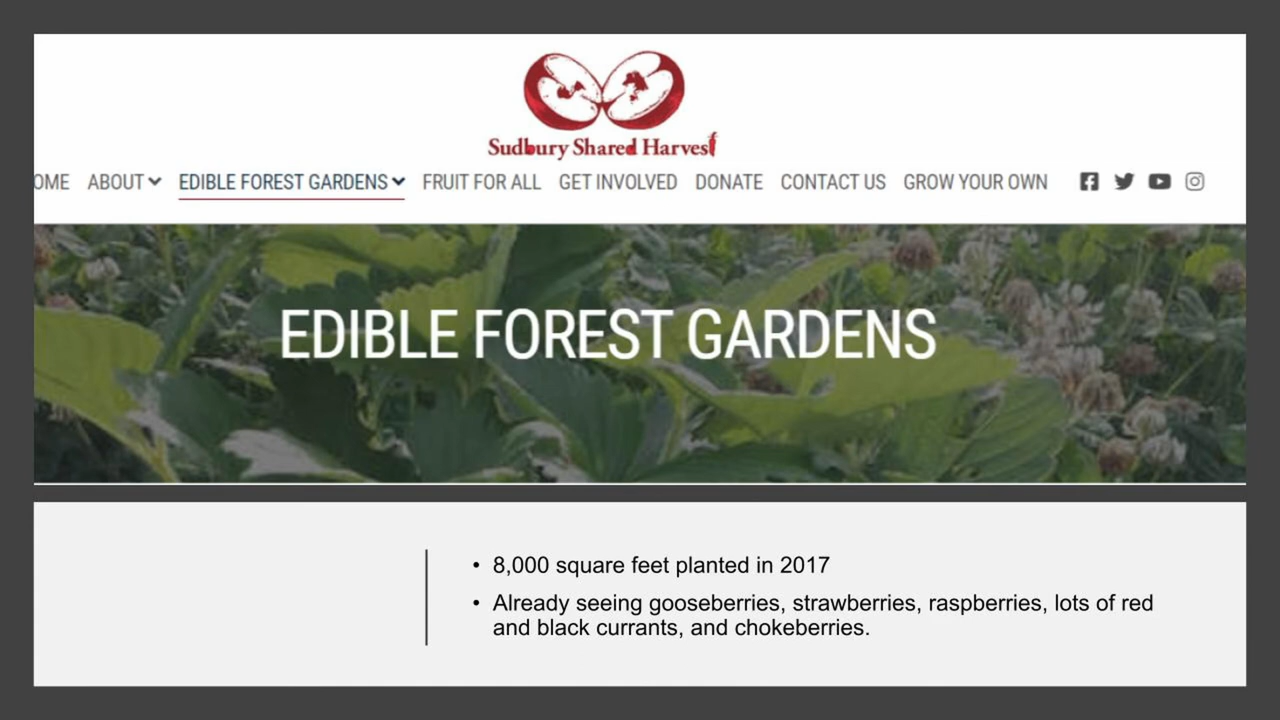 Sudbury Shared Harvest
OME ABOUT EDIBLE FOREST GARDENS FRUIT FOR ALL GET INVOLVED DONATE CONTACT US GROW YOUR OWN
EDIBLE FOREST GARDENS
• 8,000 square feet planted in 2017
• Already seeing gooseberries, strawberries, raspberries, lots of red
and black currants, and chokeberries.